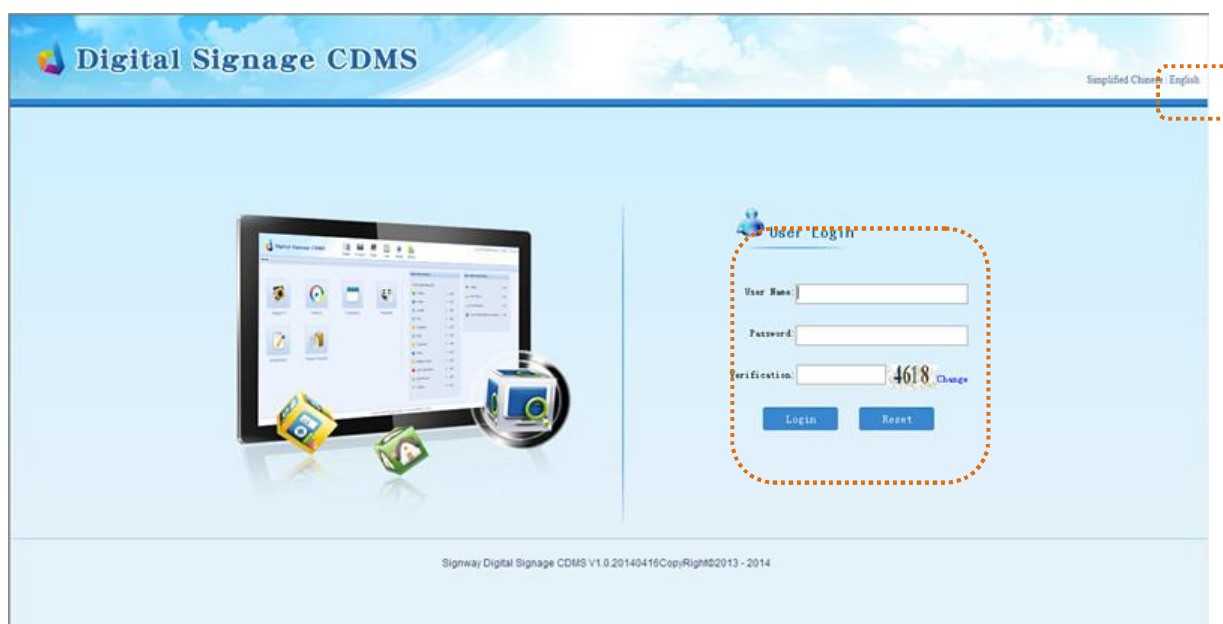 Digital Signage CDMS
Simplified Chinese | English
User Login
User Name:
Password:
Verification: 4618 Change
Login Reset
Signway Digital Signage CDMS V1.0.20140416CopyRight©2013 - 2014